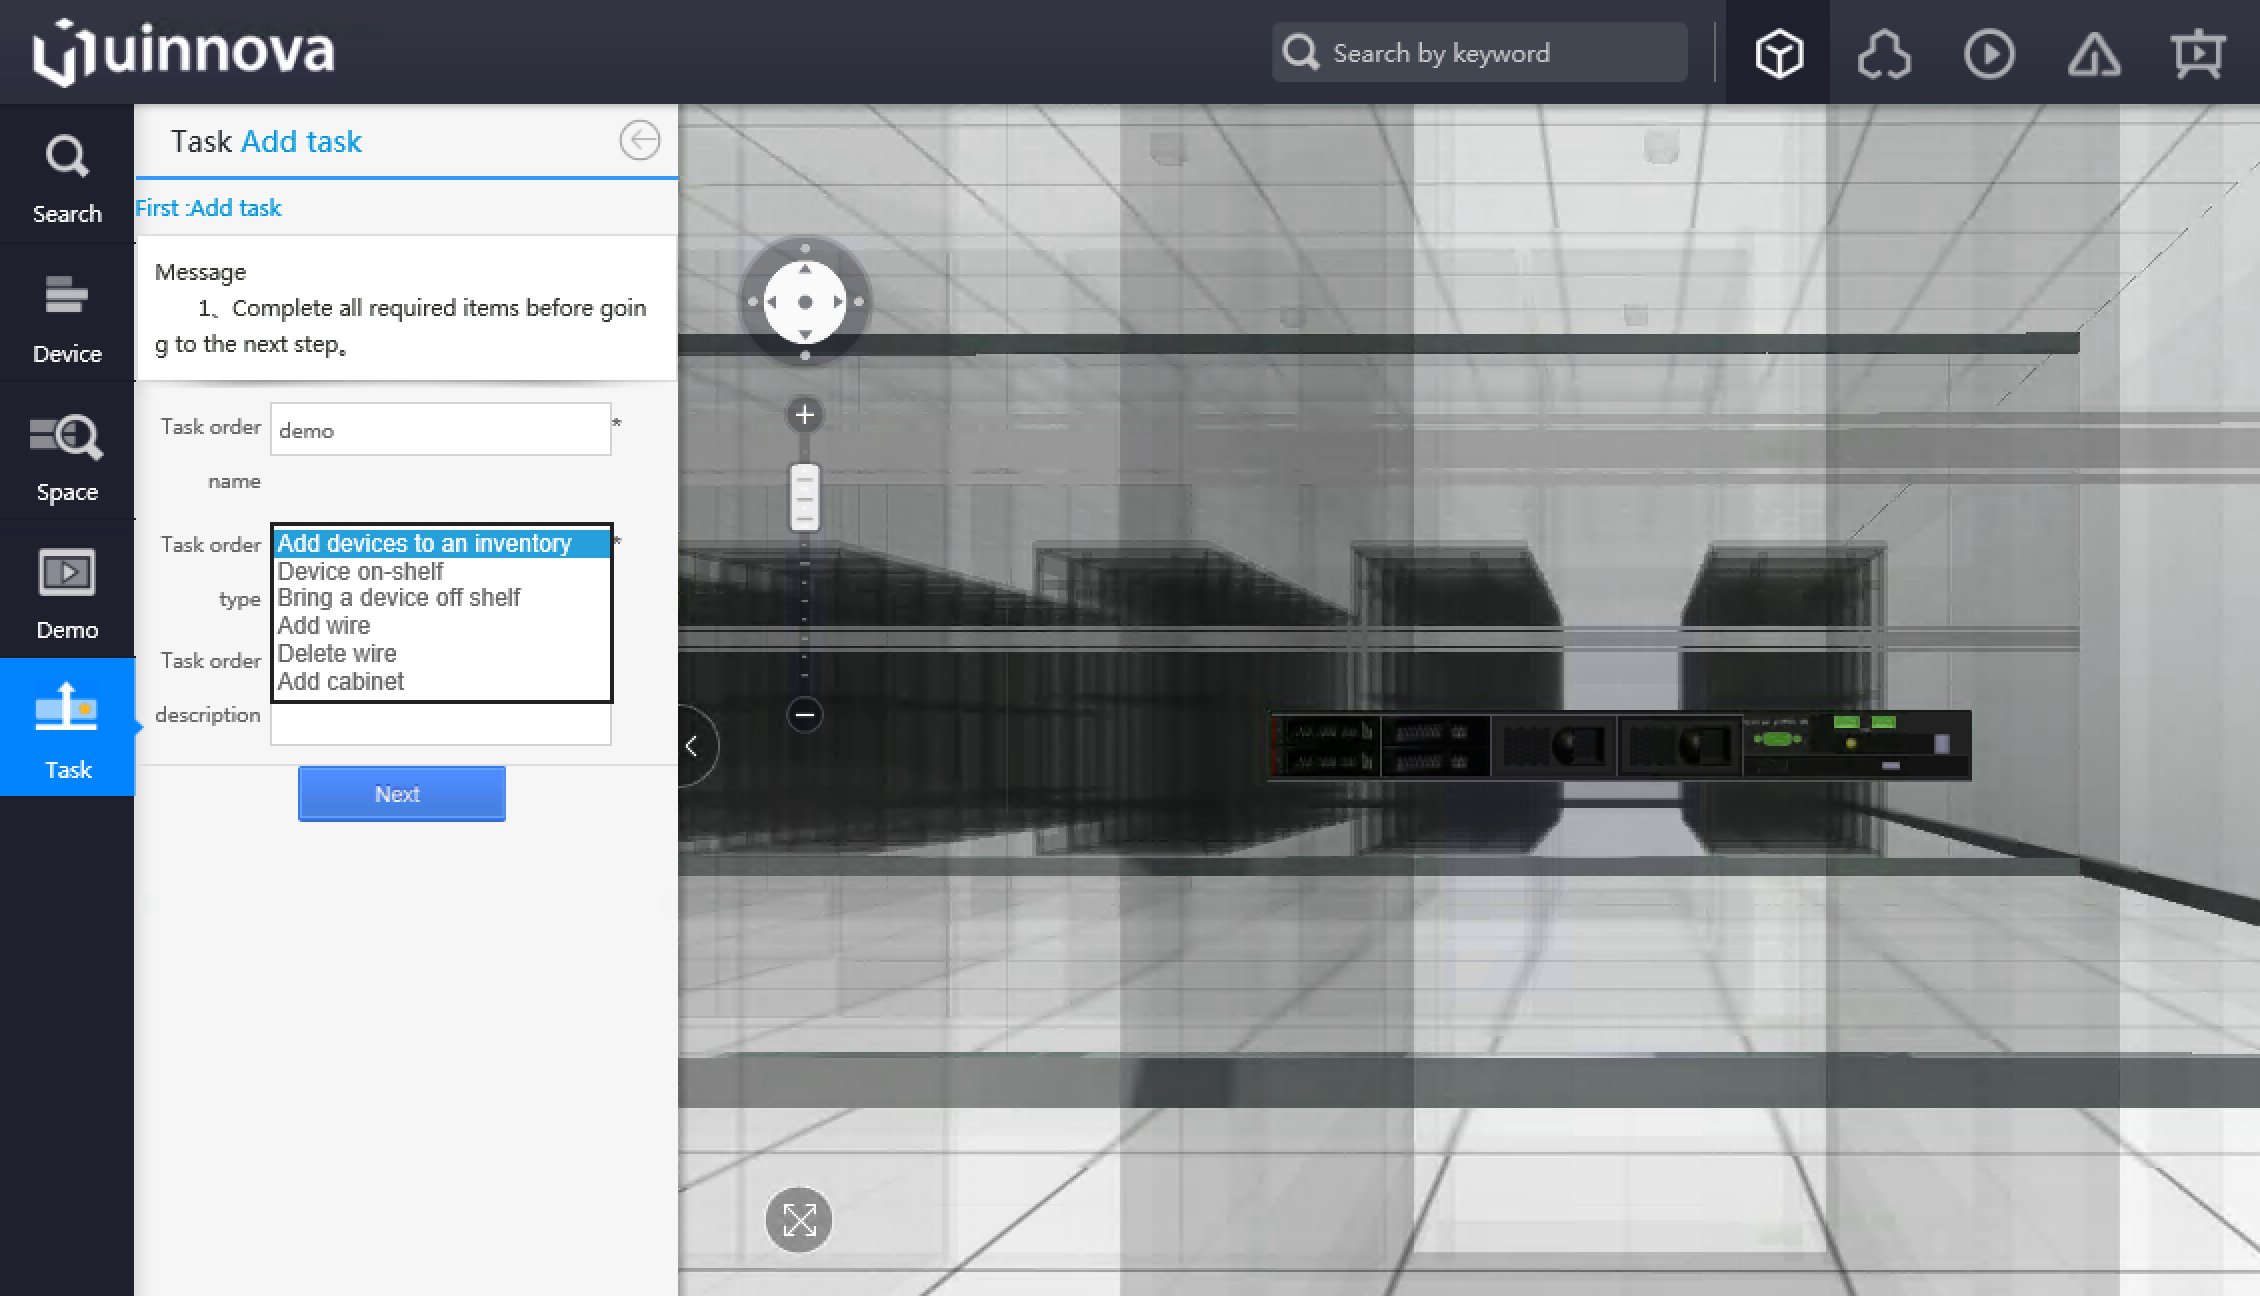 uinnova
Search by keyword
Search
Device
Space
Demo
Task
Task Add task
First :Add task
Message
1、Complete all required items before goin
g to the next step。
Task order
name
demo
*
Task order
type
Add devices to an inventory
*
Device on-shelf
Bring a device off shelf
Add wire
Delete wire
Add cabinet
Task order
description
Next